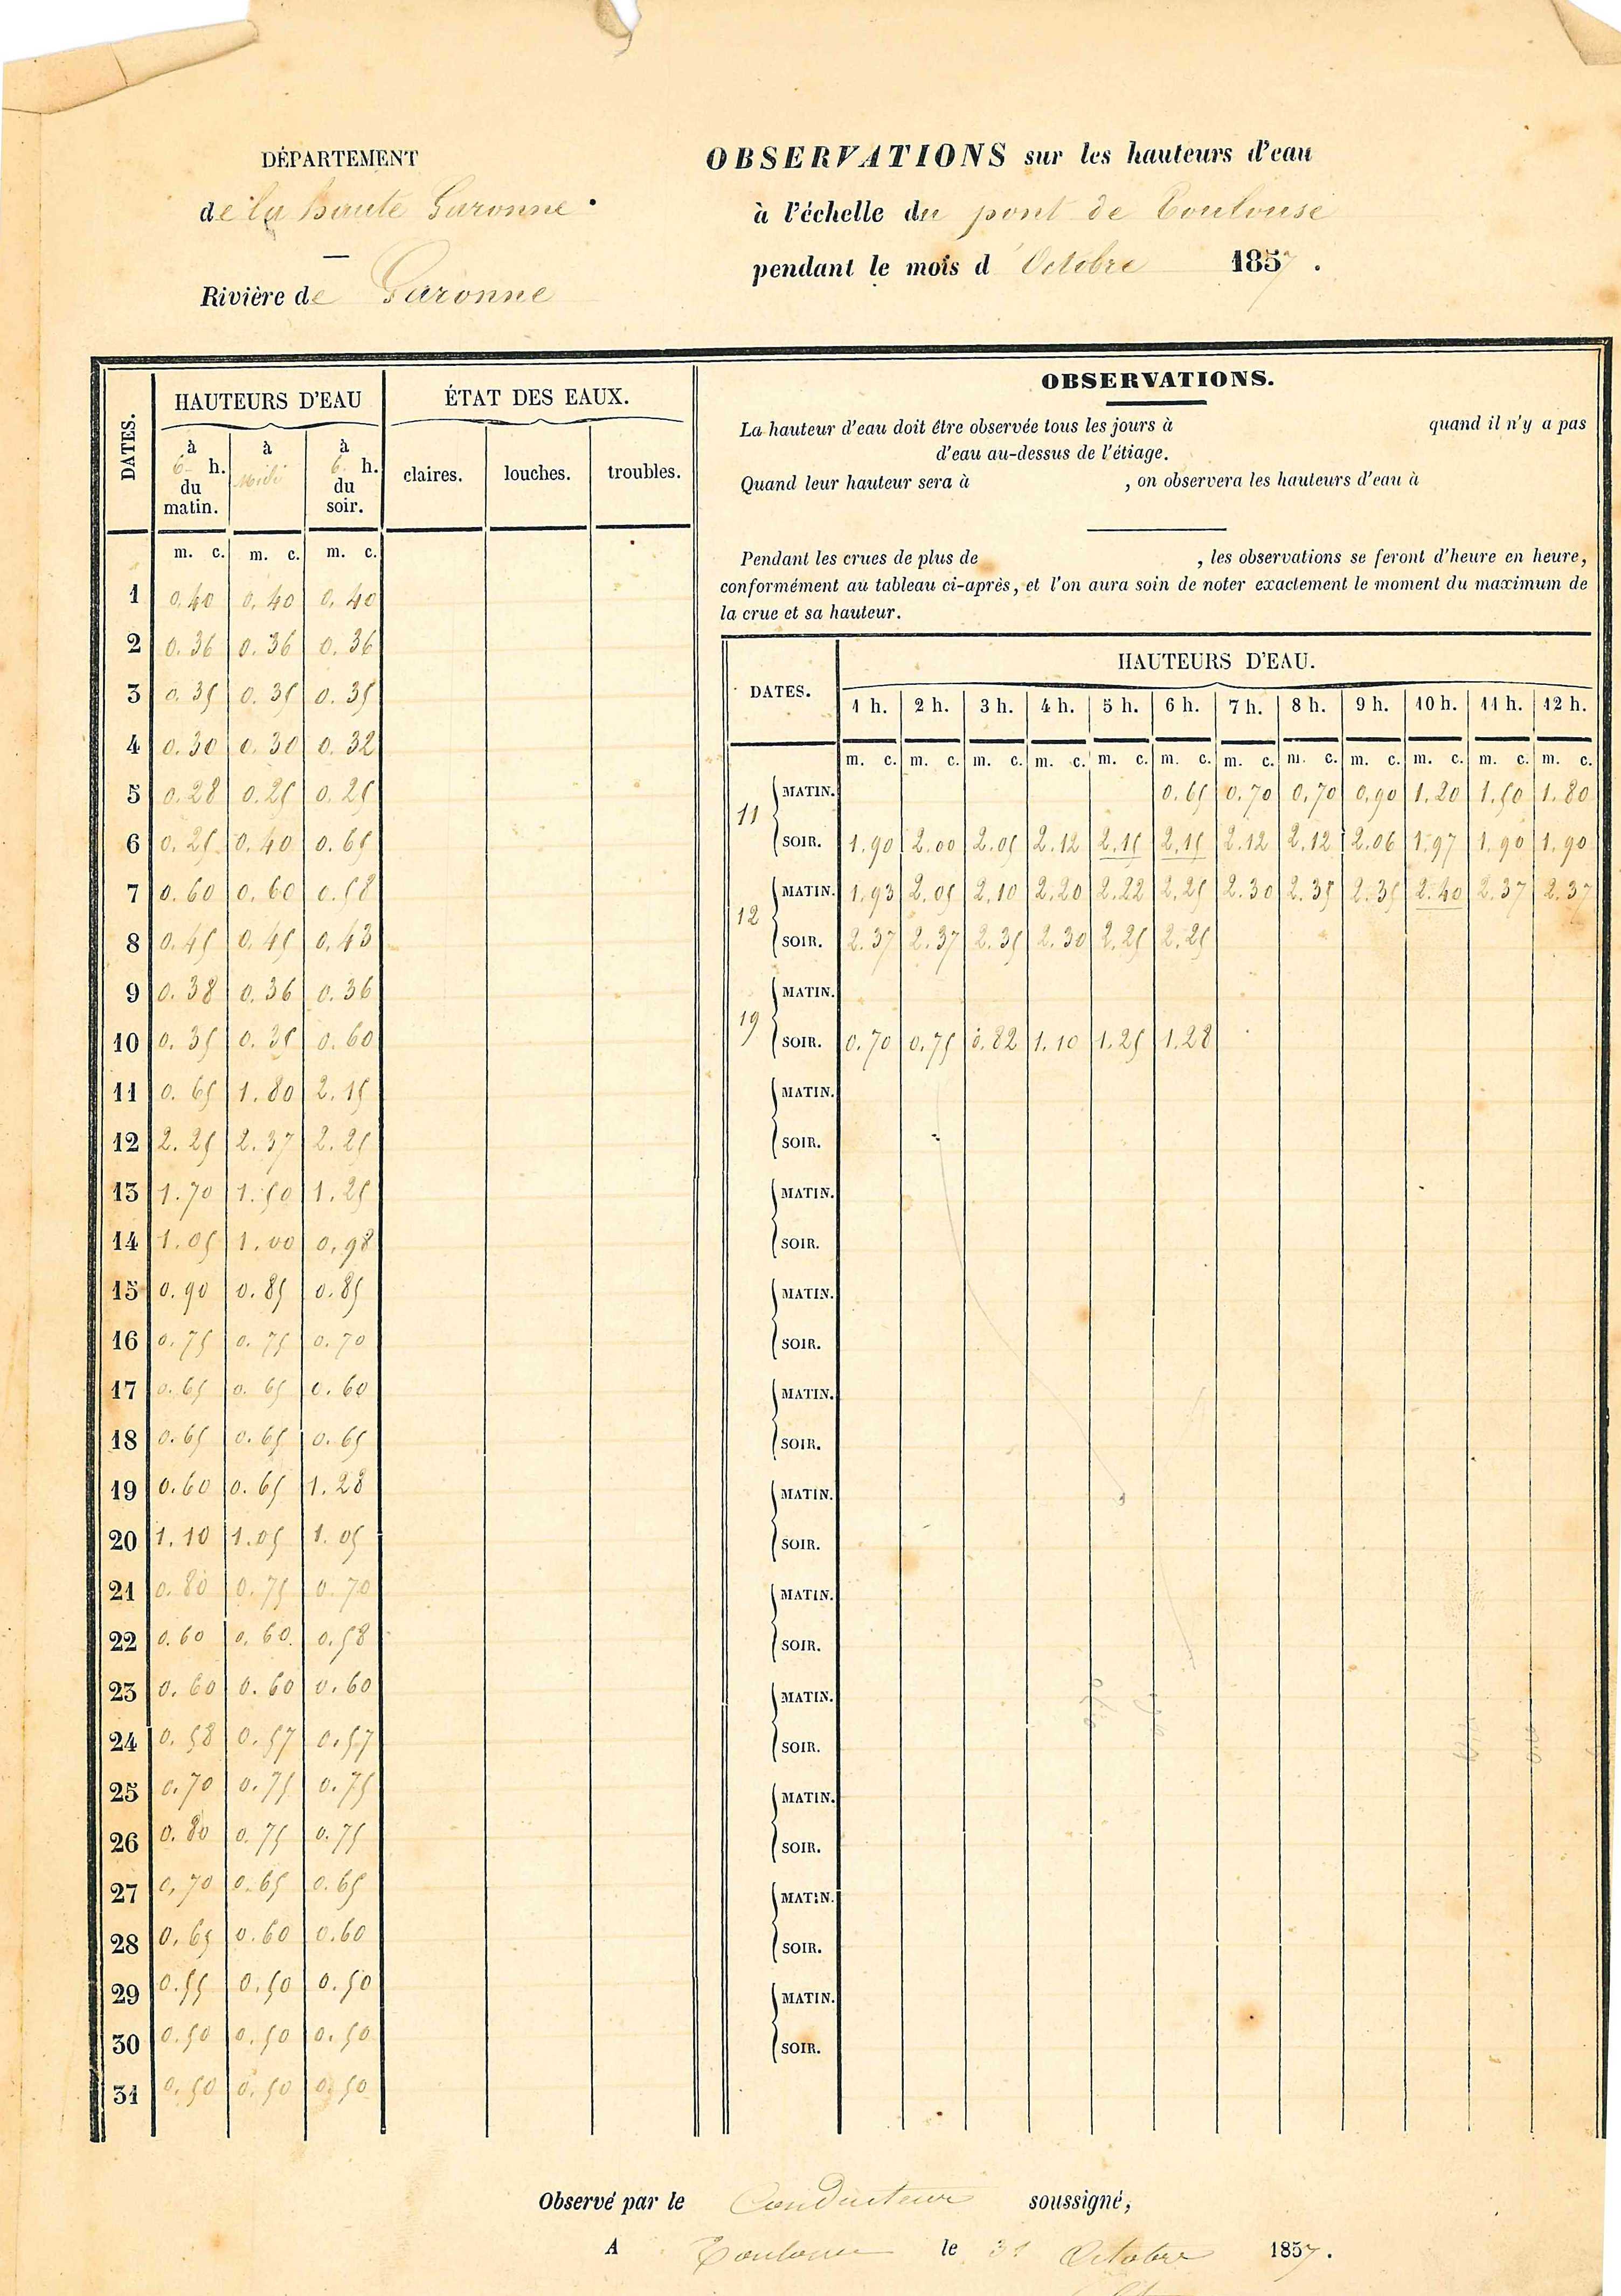 DÉPARTEMENT
de la haute Garonne.
Rivière de Garonne
OBSERVATIONS sur les hauteurs d'eau
à l'échelle du pont de Toulouse
pendant le mois d'Octobre 1857.
DATES.
HAUTEURS D'EAU
à 6 h. du matin.
à Midi
à 6 h. du soir.
ÉTAT DES EAUX.
claires. louches. troubles.
m. c. m. c. m. c.
1 0.40 0.40 0.40
2 0.36 0.36 0.36
3 0.35 0.35 0.35
4 0.30 0.30 0.32
5 0.28 0.25 0.25
6 0.25 0.40 0.65
7 0.60 0.60 0.58
8 0.45 0.45 0.43
9 0.38 0.36 0.36
10 0.35 0.35 0.60
11 0.65 1.80 2.15
12 2.25 2.37 2.25
13 1.70 1.50 1.25
14 1.05 1.00 0.98
15 0.90 0.85 0.85
16 0.75 0.75 0.70
17 0.65 0.65 0.60
18 0.65 0.65 0.65
19 0.60 0.65 1.28
20 1.10 1.05 1.05
21 0.80 0.75 0.70
22 0.60 0.60 0.58
23 0.60 0.60 0.60
24 0.58 0.57 0.57
25 0.70 0.75 0.75
26 0.80 0.75 0.75
27 0.70 0.65 0.65
28 0.65 0.60 0.60
29 0.55 0.50 0.50
30 0.50 0.50 0.50
31 0.50 0.50 0.50
OBSERVATIONS.
La hauteur d'eau doit être observée tous les jours à quand il n'y a pas
d'eau au-dessus de l'étiage.
Quand leur hauteur sera à , on observera les hauteurs d'eau à
Pendant les crues de plus de , les observations se feront d'heure en heure,
conformément au tableau ci-après, et l'on aura soin de noter exactement le moment du maximum de
la crue et sa hauteur.
DATES.
HAUTEURS D'EAU.
1 h. 2 h. 3 h. 4 h. 5 h. 6 h. 7 h. 8 h. 9 h. 10 h. 11 h. 12 h.
m. c. m. c. m. c. m. c. m. c. m. c. m. c. m. c. m. c. m. c. m. c. m. c.
11 MATIN. 0.65 0.70 0.70 0.90 1.20 1.50 1.80
SOIR. 1.90 2.00 2.05 2.12 2.15 2.15 2.12 2.12 2.06 1.97 1.90 1.90
12 MATIN. 1.93 2.05 2.10 2.20 2.22 2.25 2.30 2.35 2.35 2.40 2.37 2.37
SOIR. 2.37 2.37 2.35 2.30 2.25 2.25
19 MATIN.
SOIR. 0.70 0.75 0.82 1.10 1.25 1.28
MATIN.
SOIR.
MATIN.
SOIR.
MATIN.
SOIR.
MATIN.
SOIR.
MATIN.
SOIR.
MATIN.
SOIR.
MATIN.
SOIR.
MATIN.
SOIR.
MATIN.
SOIR.
MATIN.
SOIR.
Observé par le Conducteur soussigné,
A Toulouse le 31 Octobre 1857.